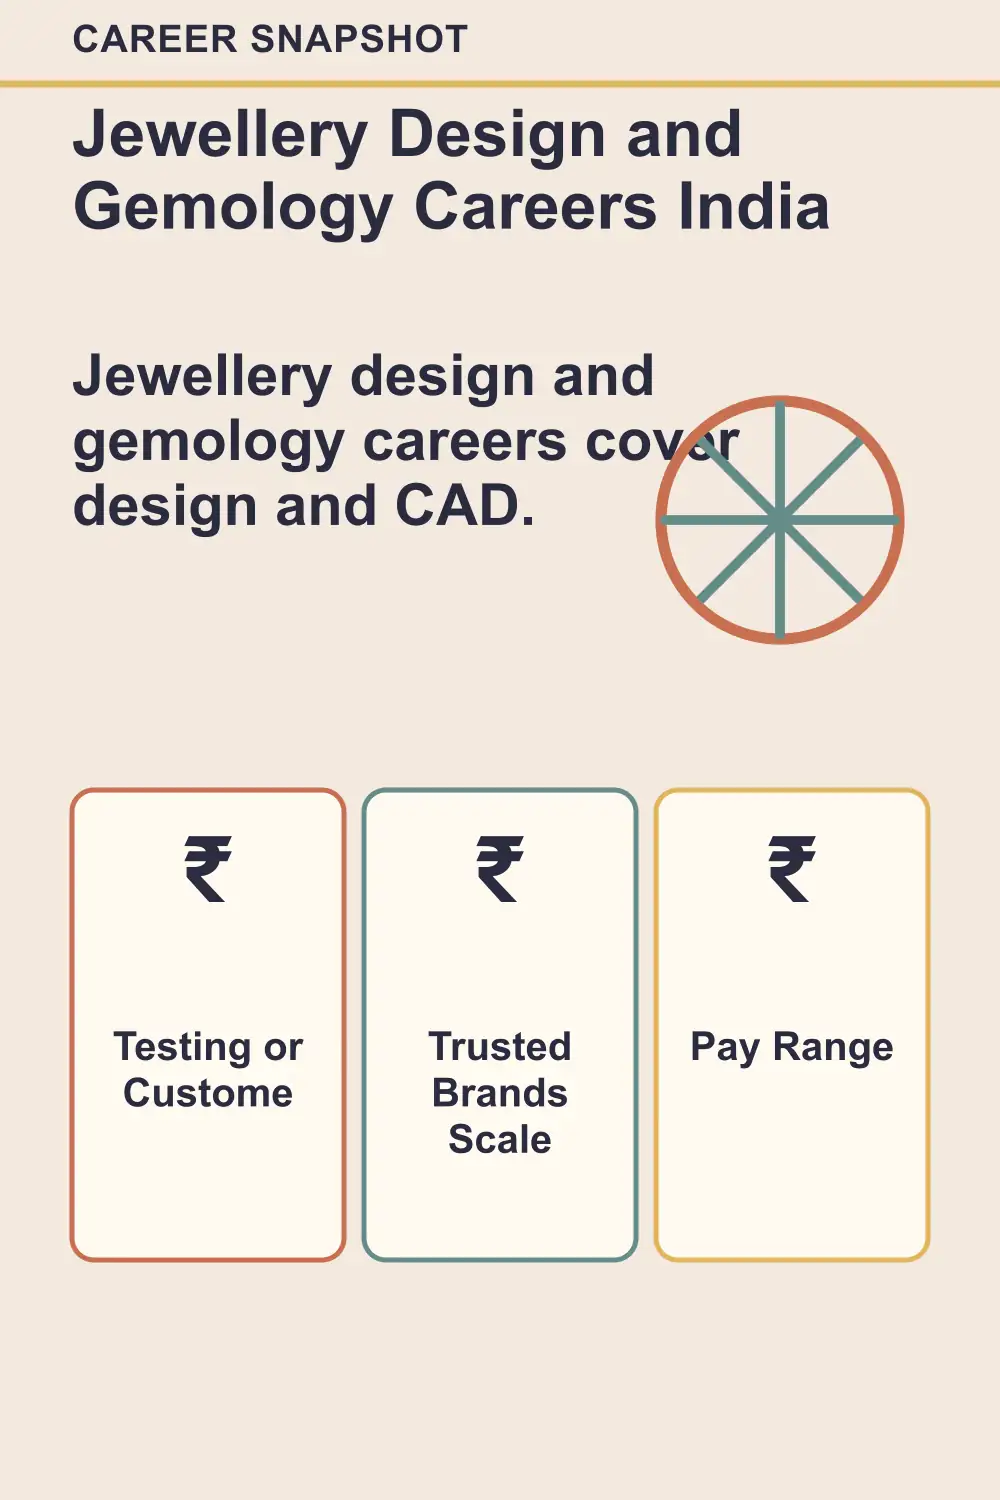 CAREER SNAPSHOT
Jewellery Design and
Gemology Careers India
Jewellery design and
gemology careers cover
design and CAD.
₹
Testing or
Custome
₹
Trusted
Brands
Scale
₹
Pay Range